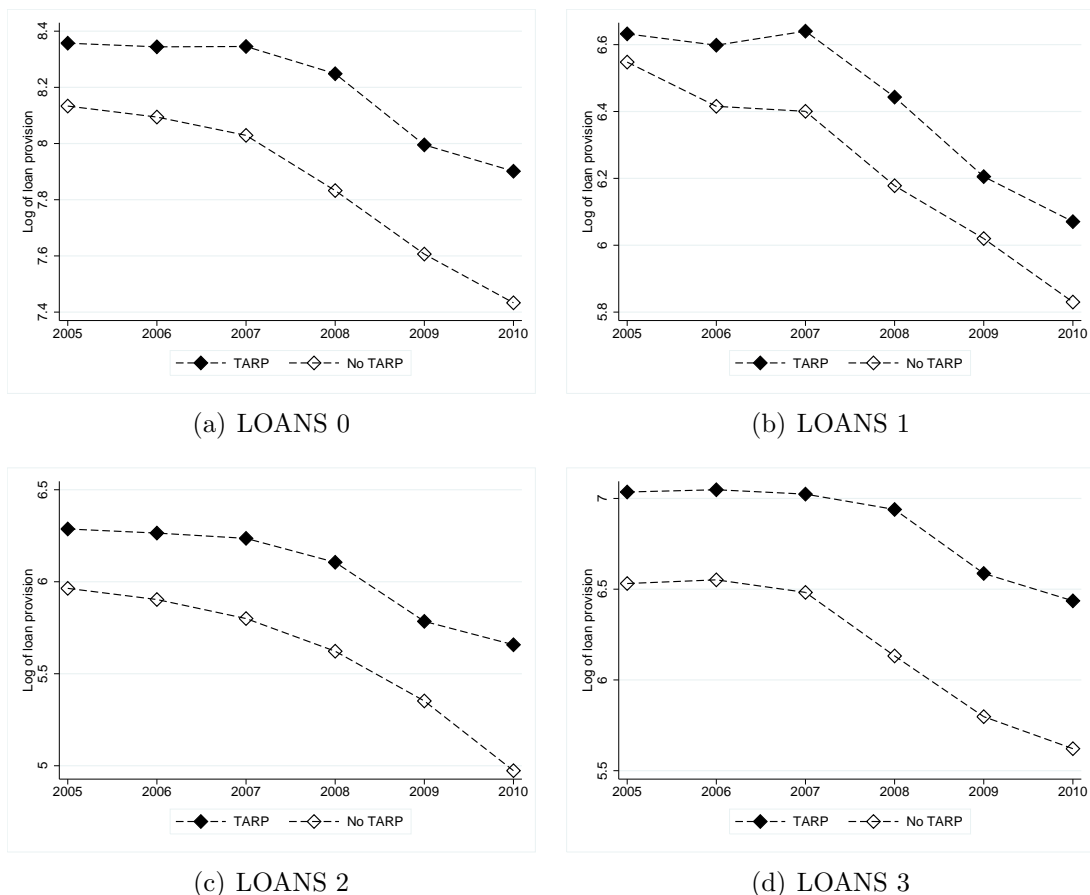 Log of loan provision
8.4
8.2
8
7.8
7.6
7.4
2005 2006 2007 2008 2009 2010
TARP No TARP
(a) LOANS 0
Log of loan provision
6.6
6.4
6.2
6
5.8
2005 2006 2007 2008 2009 2010
TARP No TARP
(b) LOANS 1
Log of loan provision
6.5
6
5.5
5
2005 2006 2007 2008 2009 2010
TARP No TARP
(c) LOANS 2
Log of loan provision
7
6.5
6
5.5
2005 2006 2007 2008 2009 2010
TARP No TARP
(d) LOANS 3